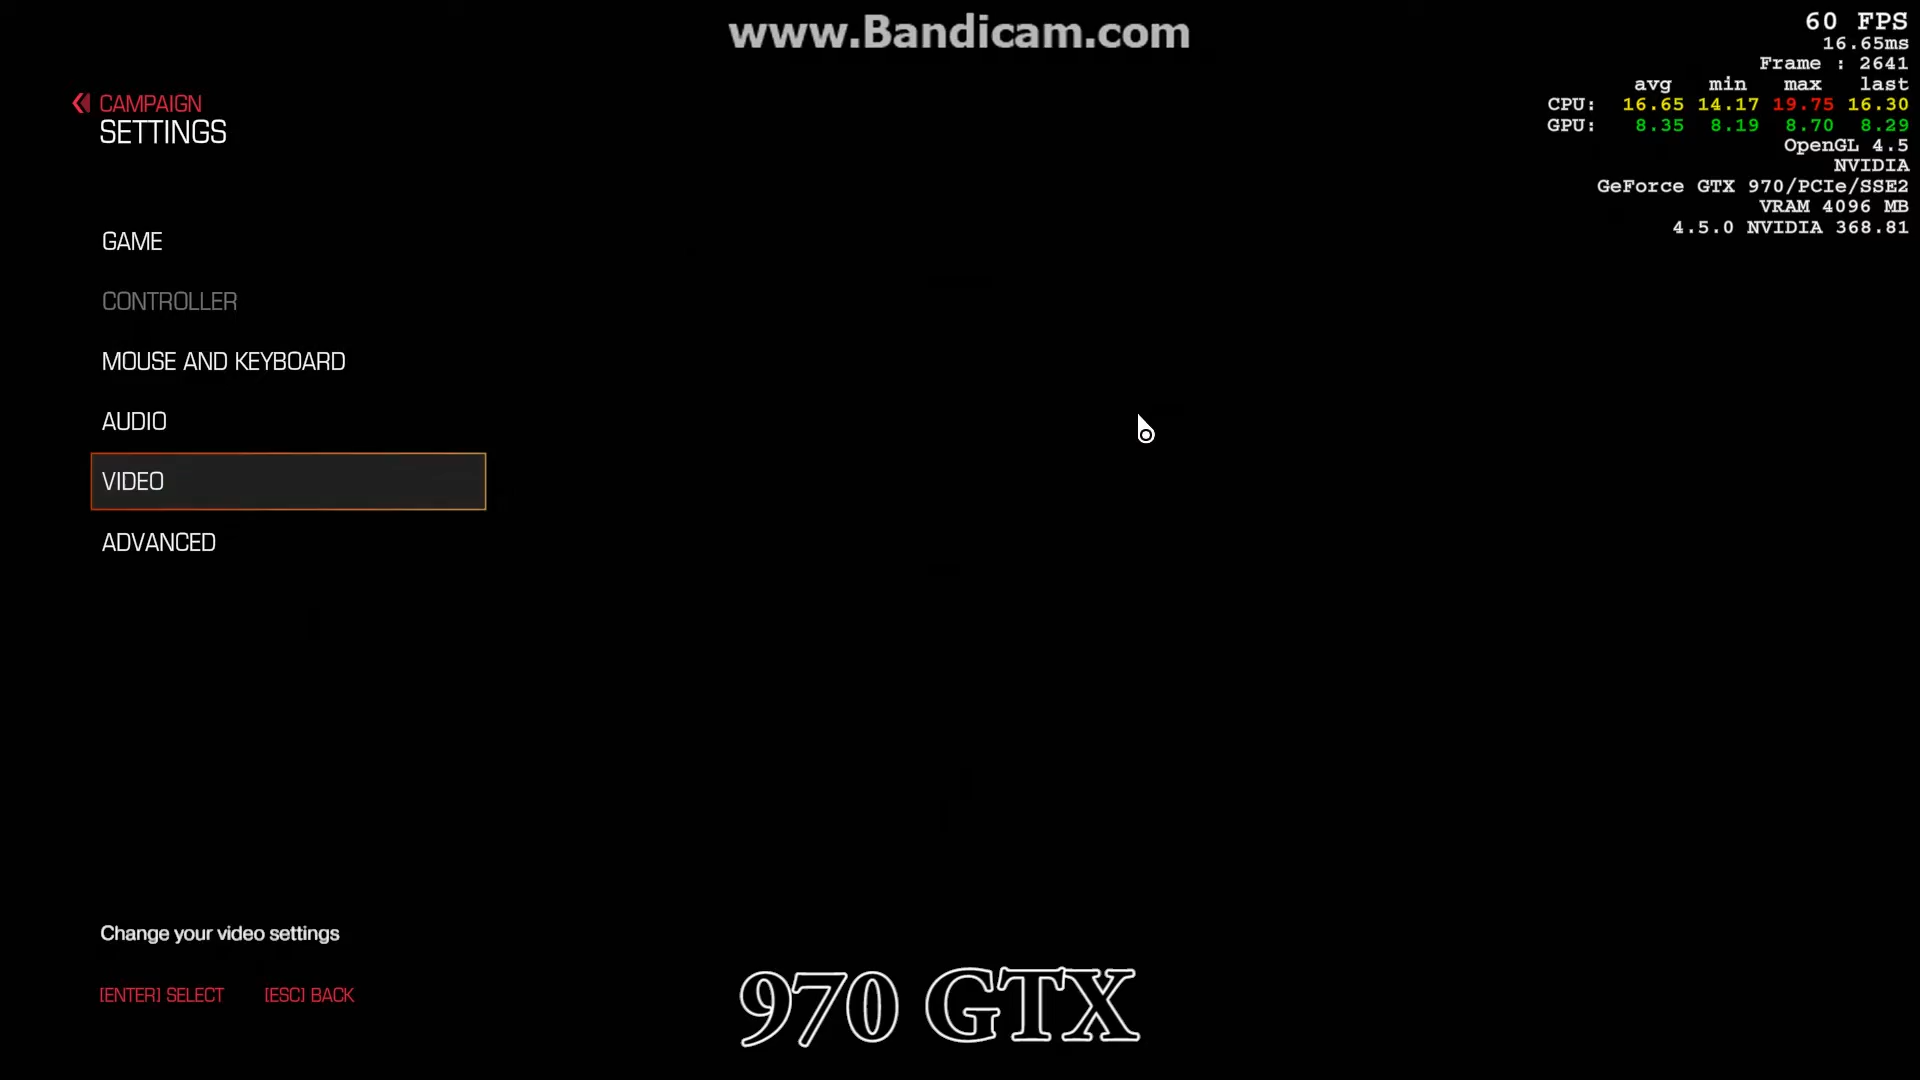 www.Bandicam.com
60 FPS
16.65ms
Frame : 2641
avg min max last
CPU: 16.65 14.17 19.75 16.30
GPU: 8.35 8.19 8.70 8.29
OpenGL 4.5
NVIDIA
GeForce GTX 970/PCIe/SSE2
VRAM 4096 MB
4.5.0 NVIDIA 368.81
CAMPAIGN
SETTINGS
GAME
CONTROLLER
MOUSE AND KEYBOARD
AUDIO
VIDEO
ADVANCED
Change your video settings
[ENTER] SELECT [ESC] BACK
970 GTX